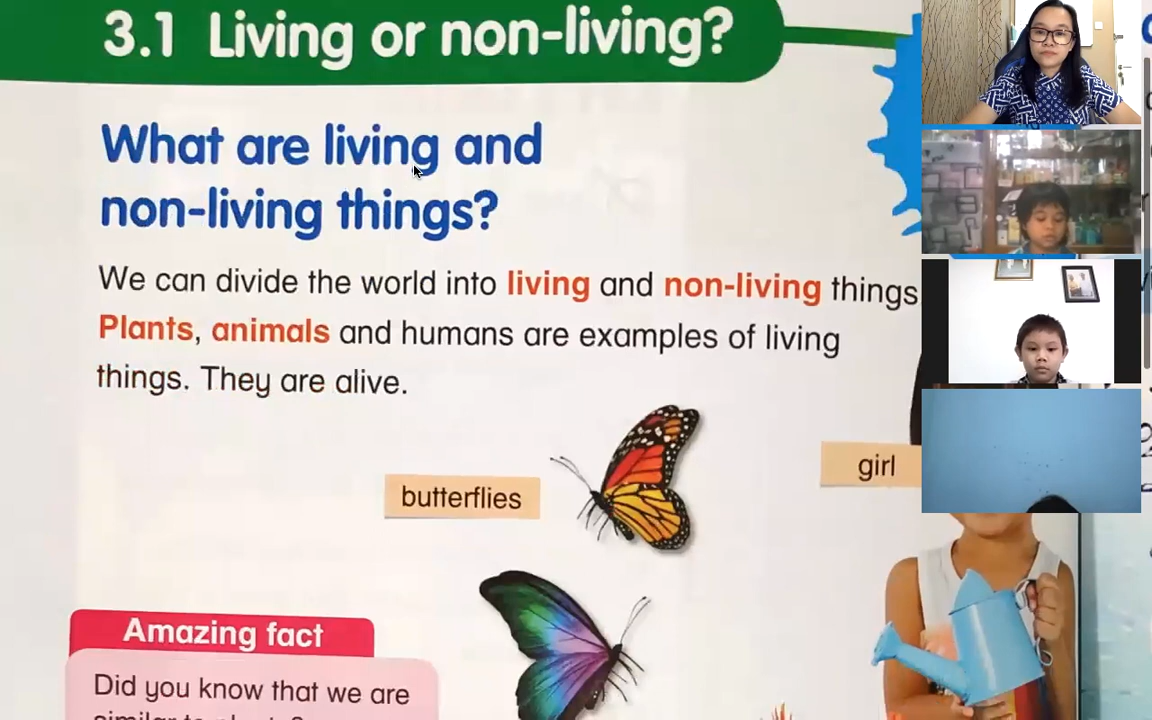 3.1 Living or non-living?
What are living and
non-living things?
We can divide the world into living and non-living things
Plants, animals and humans are examples of living
things. They are alive.
butterflies
girl
Amazing fact
Did you know that we are